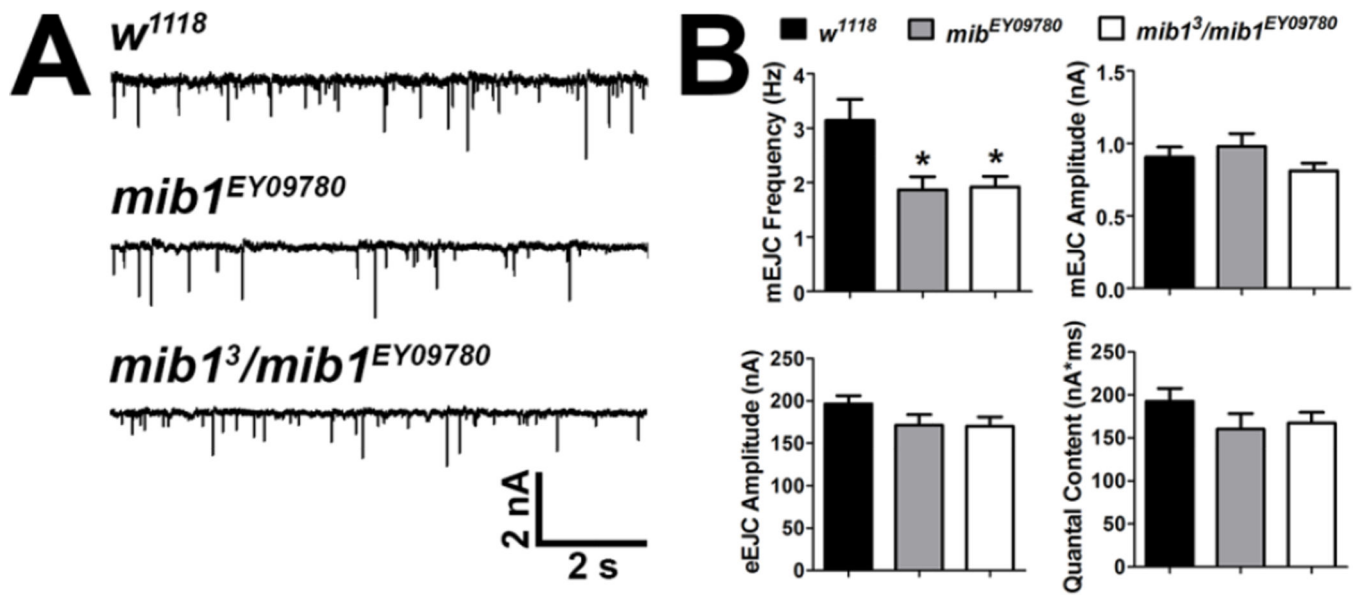 A
w1118
mib1EY09780
mib13/mib1EY09780
2 nA
2 s
B
w1118 mibEY09780 mib13/mib1EY09780
mEJC Frequency (Hz)
4
3
2
1
0
* *
mEJC Amplitude (nA)
1.5
1.0
0.5
0.0
eEJC Amplitude (nA)
250
200
150
100
50
0
Quantal Content (nA*ms)
250
200
150
100
50
0